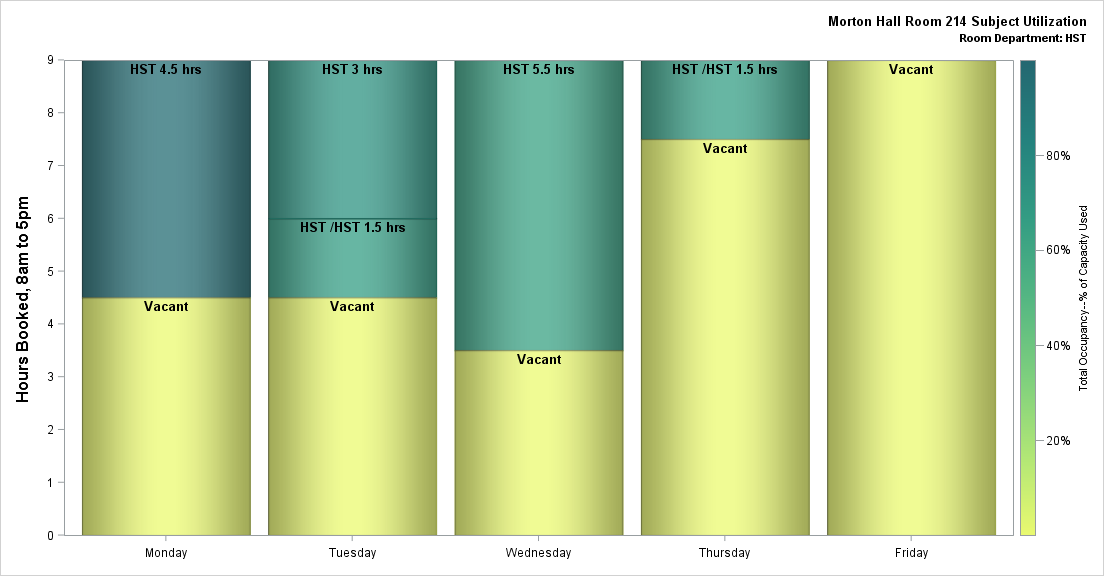 Morton Hall Room 214 Subject Utilization
Room Department: HST
Hours Booked, 8am to 5pm
9
8
7
6
5
4
3
2
1
0
HST 4.5 hrs
Vacant
HST 3 hrs
HST /HST 1.5 hrs
Vacant
HST 5.5 hrs
Vacant
HST /HST 1.5 hrs
Vacant
Vacant
Monday
Tuesday
Wednesday
Thursday
Friday
80%
60%
40%
20%
Total Occupancy--% of Capacity Used